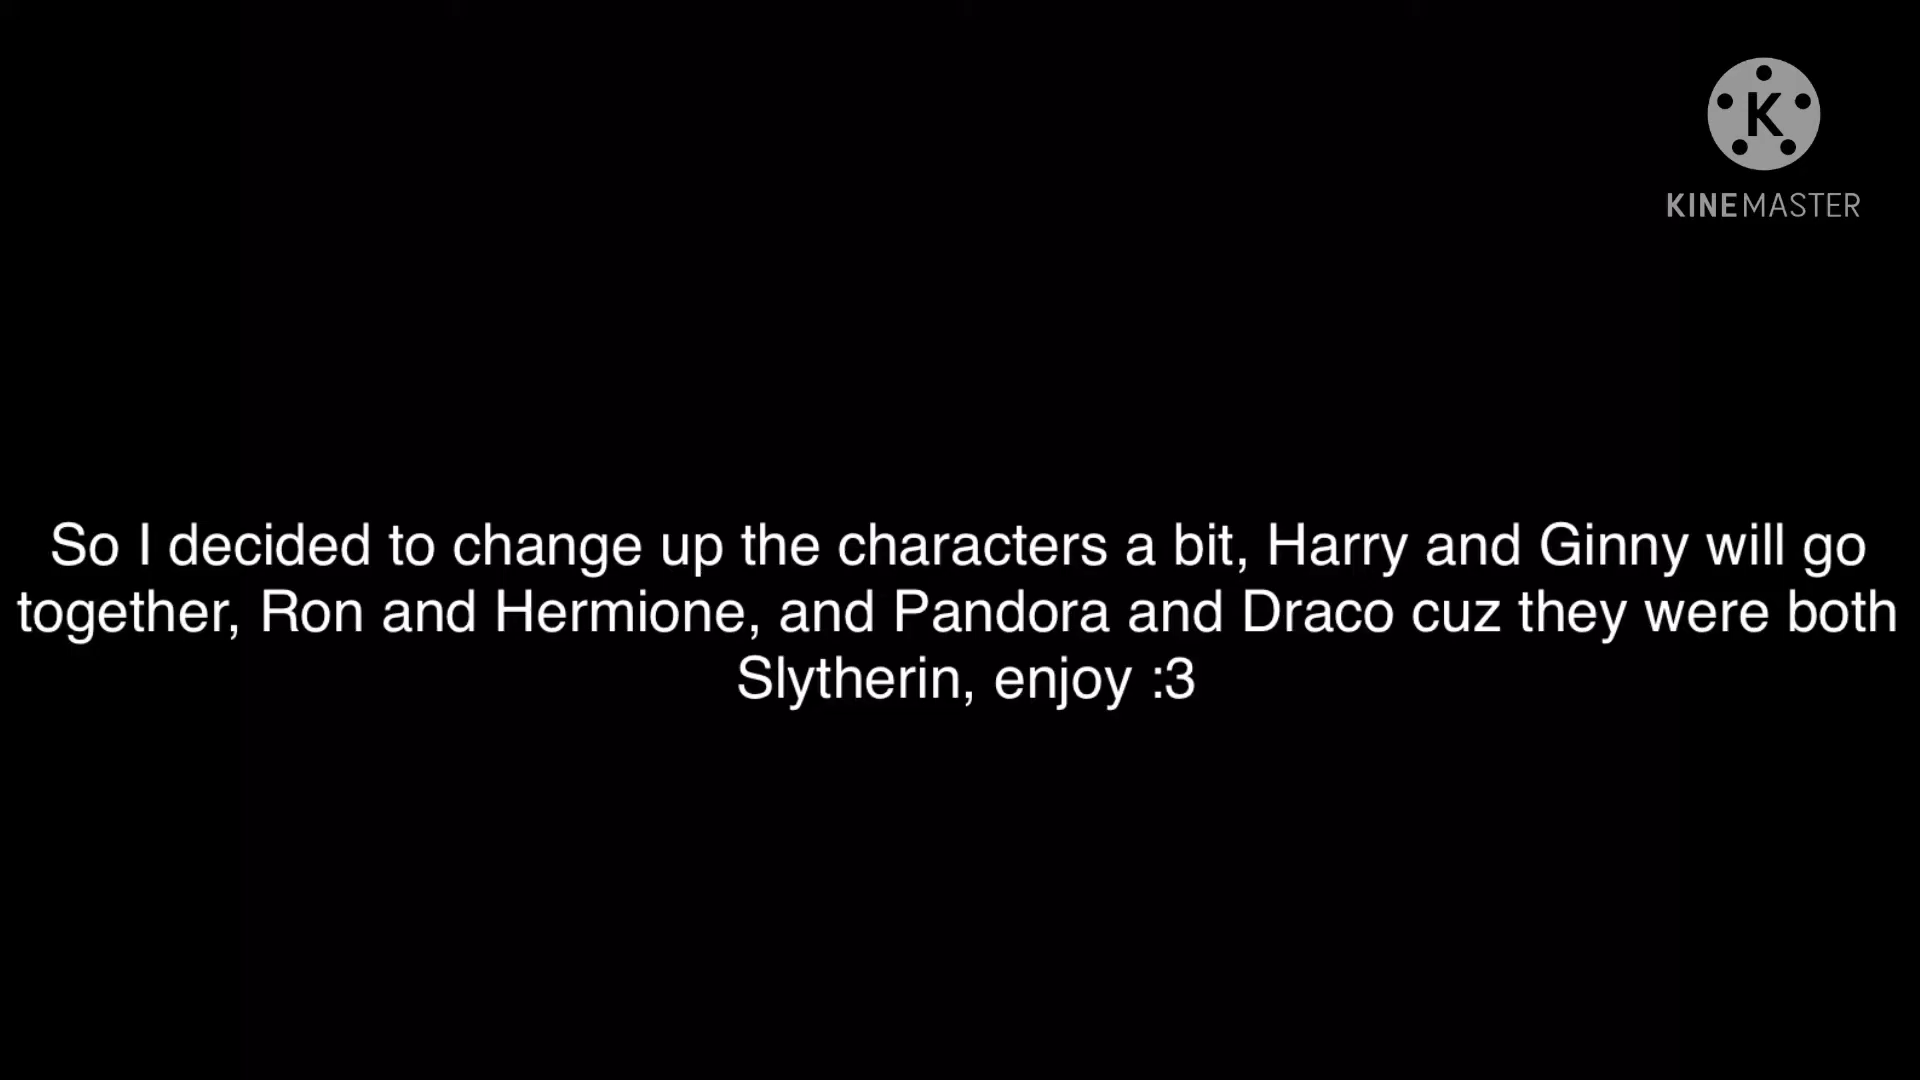 K
KINEMASTER
So I decided to change up the characters a bit, Harry and Ginny will go
together, Ron and Hermione, and Pandora and Draco cuz they were both
Slytherin, enjoy :3